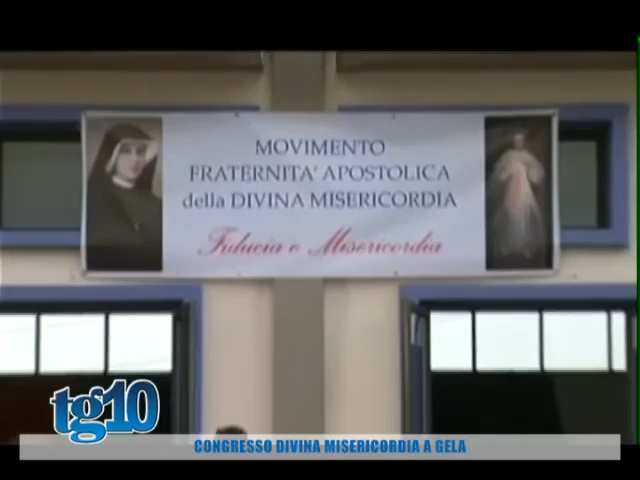 MOVIMENTO
FRATERNITA' APOSTOLICA
della DIVINA MISERICORDIA
Fiducia e Misericordia
tg10
CONGRESSO DIVINA MISERICORDIA A GELA